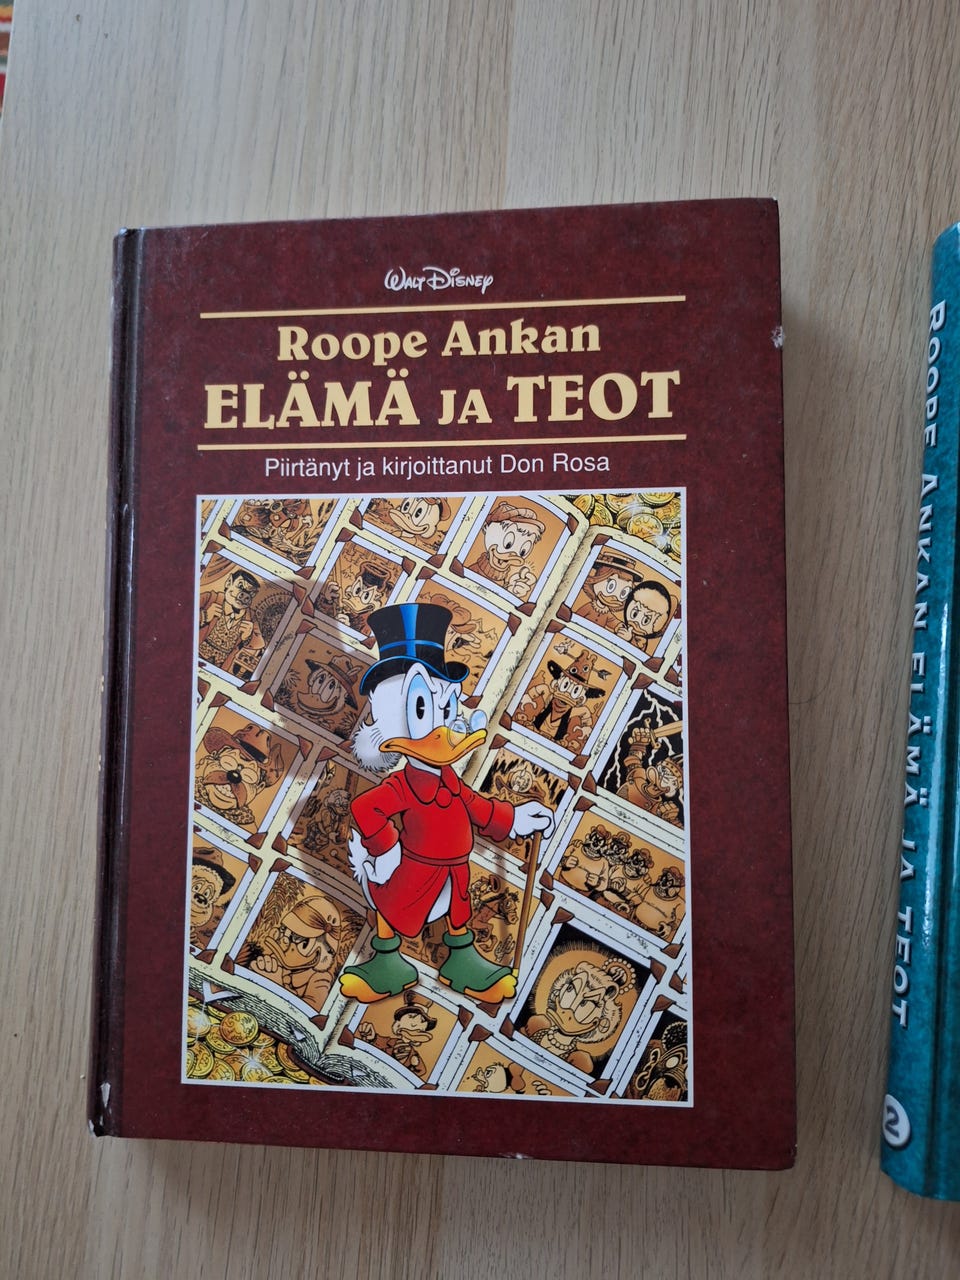 Walt Disney
Roope Ankan
ELÄMÄ JA TEOT
Piirtänyt ja kirjoittanut Don Rosa
ROOPE ANKAN ELÄMÄ JA TEOT
2